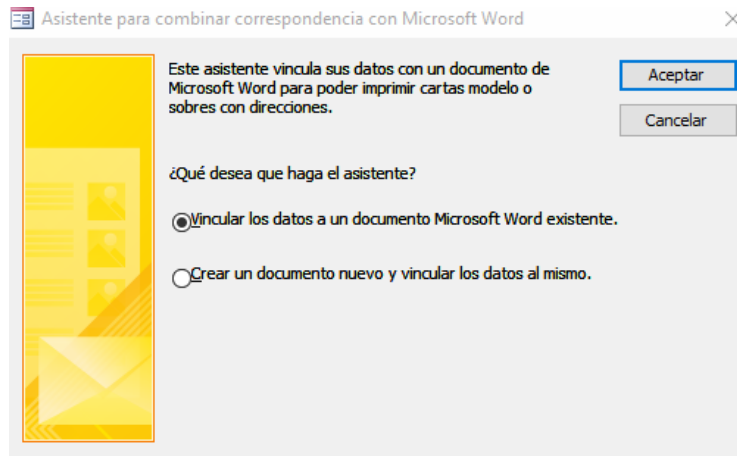 Asistente para combinar correspondencia con Microsoft Word
Este asistente vincula sus datos con un documento de
Microsoft Word para poder imprimir cartas modelo o
sobres con direcciones.
Aceptar
Cancelar
¿Qué desea que haga el asistente?
Vincular los datos a un documento Microsoft Word existente.
Crear un documento nuevo y vincular los datos al mismo.